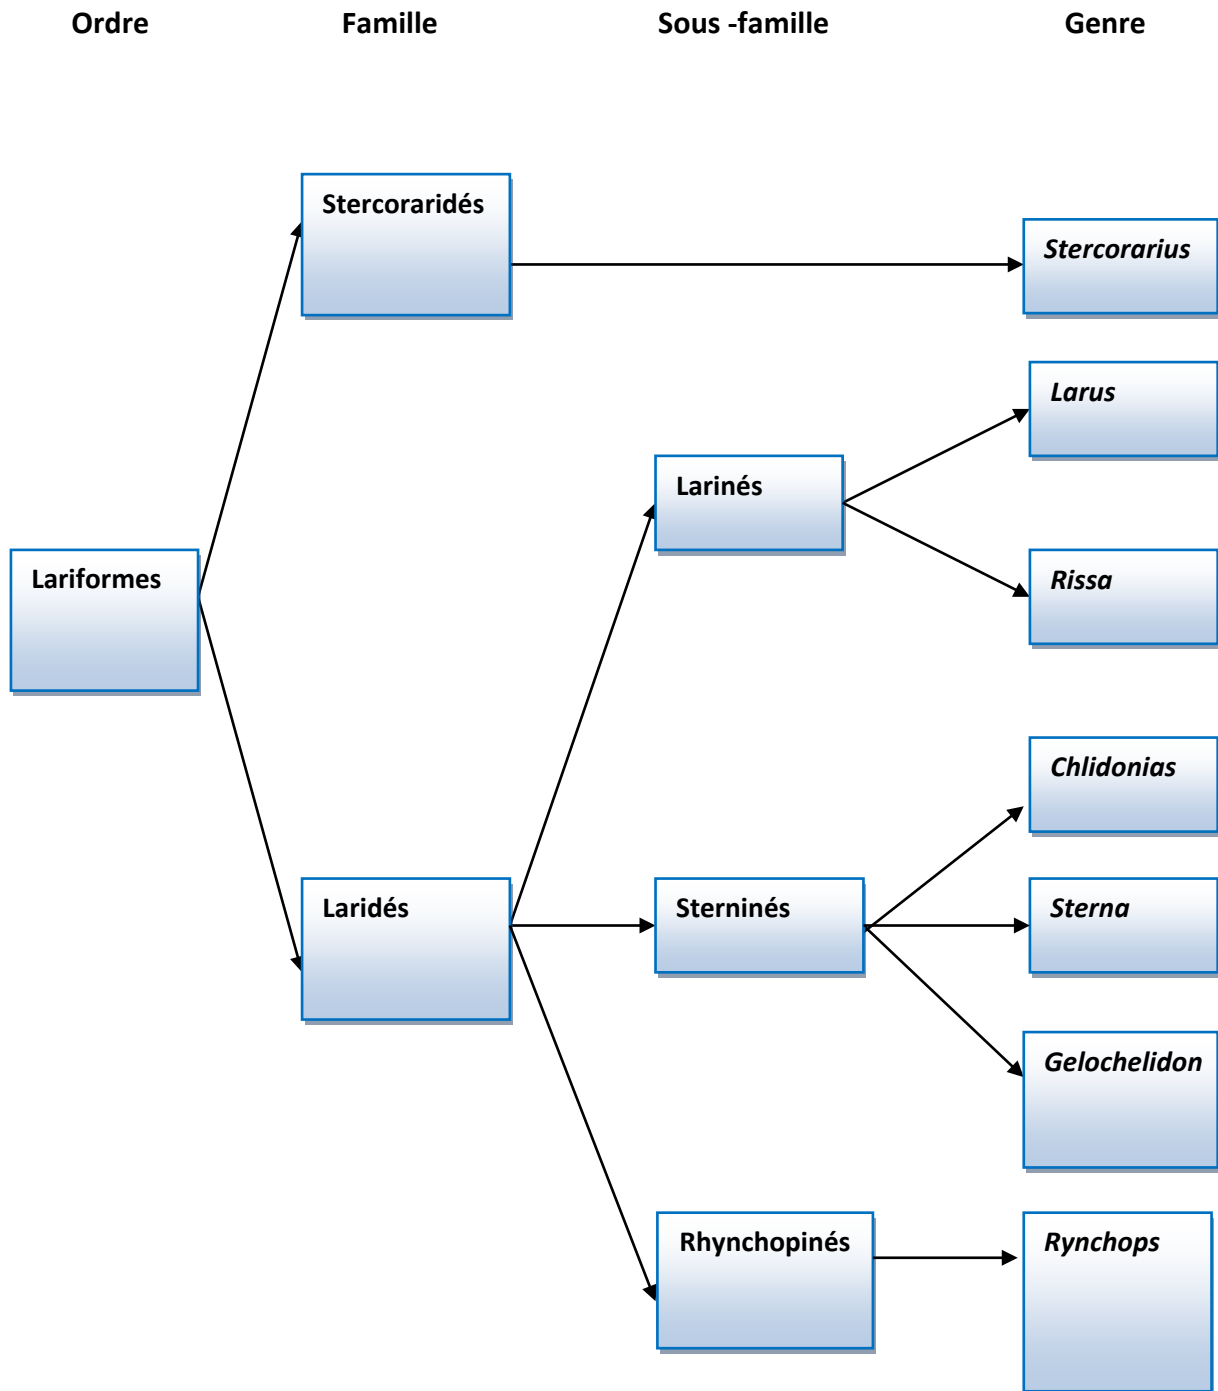 Ordre Famille Sous -famille Genre
Stercoraridés
Stercorarius
Larus
Larinés
Lariformes
Rissa
Chlidonias
Laridés
Sterninés
Sterna
Gelochelidon
Rhynchopinés
Rynchops